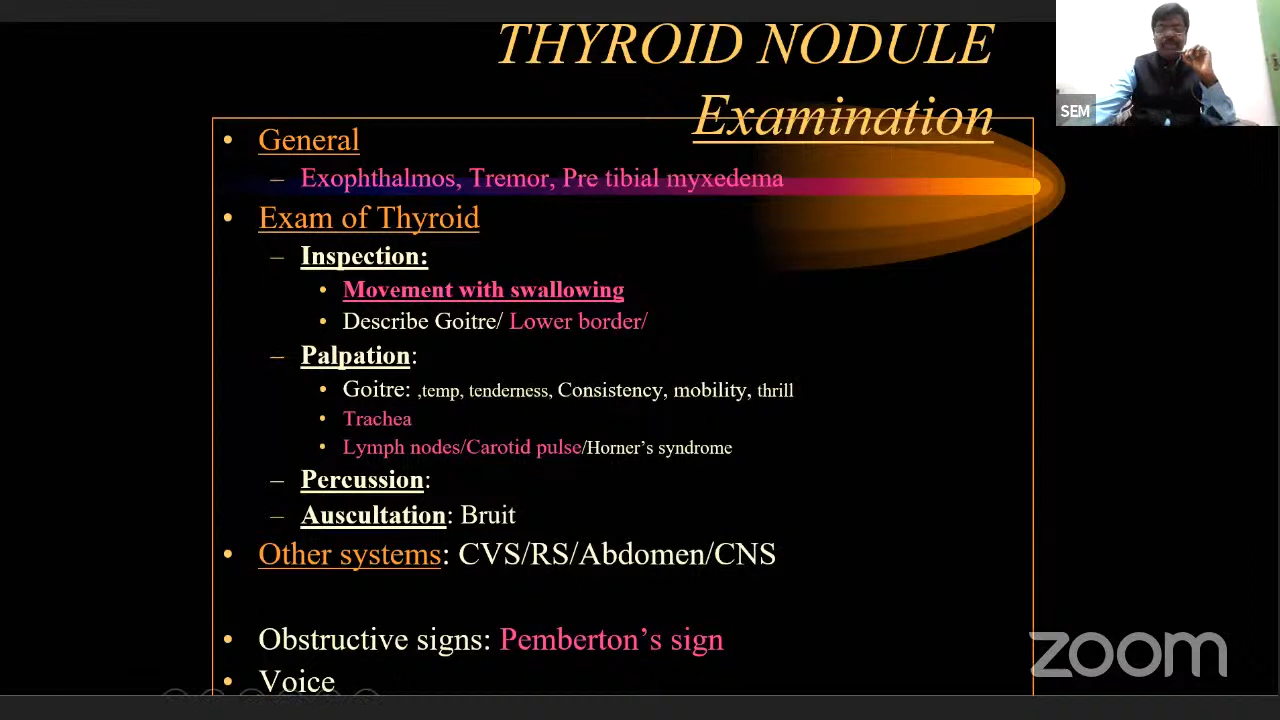 THYROID NODULE
Examination
SEM
• General
– Exophthalmos, Tremor, Pre tibial myxedema
• Exam of Thyroid
– Inspection:
• Movement with swallowing
• Describe Goitre/ Lower border/
– Palpation:
• Goitre: ,temp, tenderness, Consistency, mobility, thrill
• Trachea
• Lymph nodes/Carotid pulse/Horner’s syndrome
– Percussion:
– Auscultation: Bruit
• Other systems: CVS/RS/Abdomen/CNS
• Obstructive signs: Pemberton’s sign
• Voice
zoom